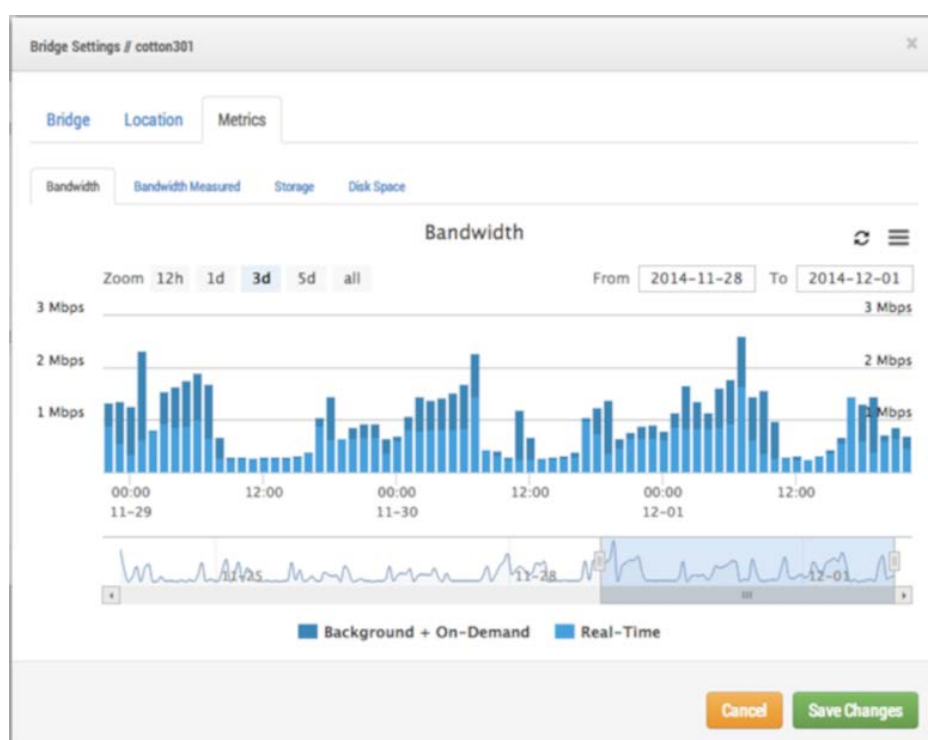 Bridge Settings // cotton301 ×
Bridge Location Metrics
Bandwidth Bandwidth Measured Storage Disk Space
Bandwidth
Zoom 12h 1d 3d 5d all From 2014-11-28 To 2014-12-01
3 Mbps 3 Mbps
2 Mbps 2 Mbps
1 Mbps 1 Mbps
00:00 12:00 00:00 12:00 00:00 12:00
11-29 11-30 12-01
11-25 11-28 12-01
Background + On-Demand Real-Time
Cancel Save Changes